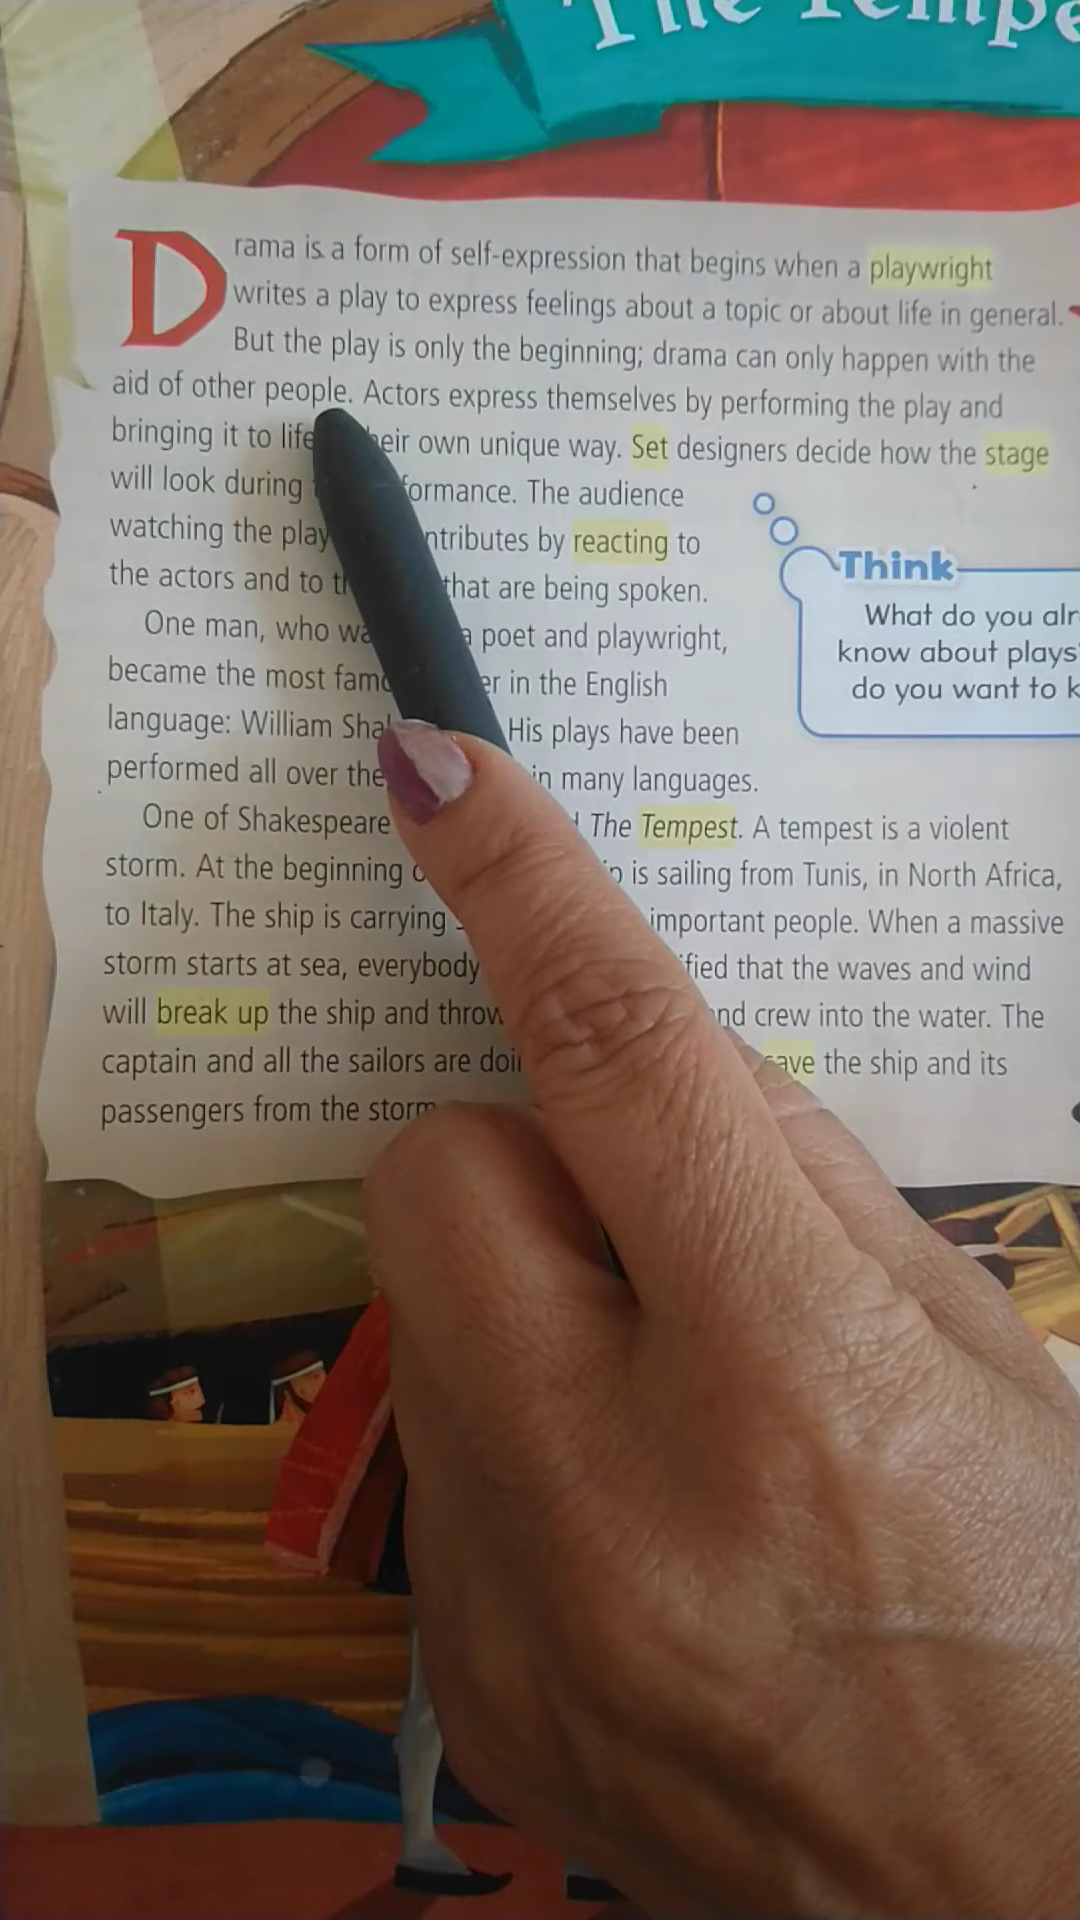 The Tempe
Drama is a form of self-expression that begins when a playwright
writes a play to express feelings about a topic or about life in general.
But the play is only the beginning; drama can only happen with the
aid of other people. Actors express themselves by performing the play and
bringing it to life eir own unique way. Set designers decide how the stage
will look during formance. The audience
watching the play ntributes by reacting to
the actors and to that are being spoken.
One man, who a poet and playwright,
became the most fam er in the English
language: William Sha His plays have been
performed all over the in many languages.
One of Shakespeare The Tempest. A tempest is a violent
storm. At the beginning is sailing from Tunis, in North Africa,
to Italy. The ship is carrying important people. When a massive
storm starts at sea, everybody ified that the waves and wind
will break up the ship and throw nd crew into the water. The
captain and all the sailors are doi save the ship and its
passengers from the storm
Think
What do you alr
know about plays
do you want to k